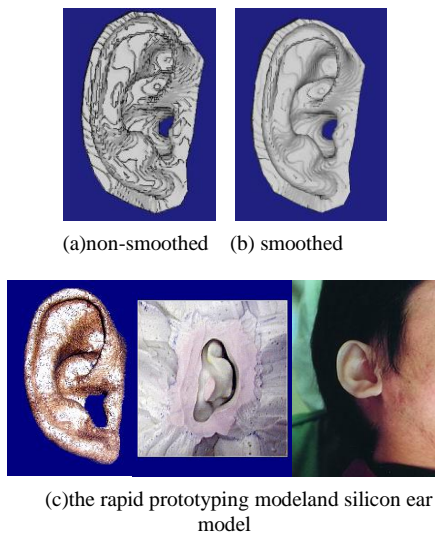 (a)non-smoothed (b) smoothed
(c)the rapid prototyping modeland silicon ear
model